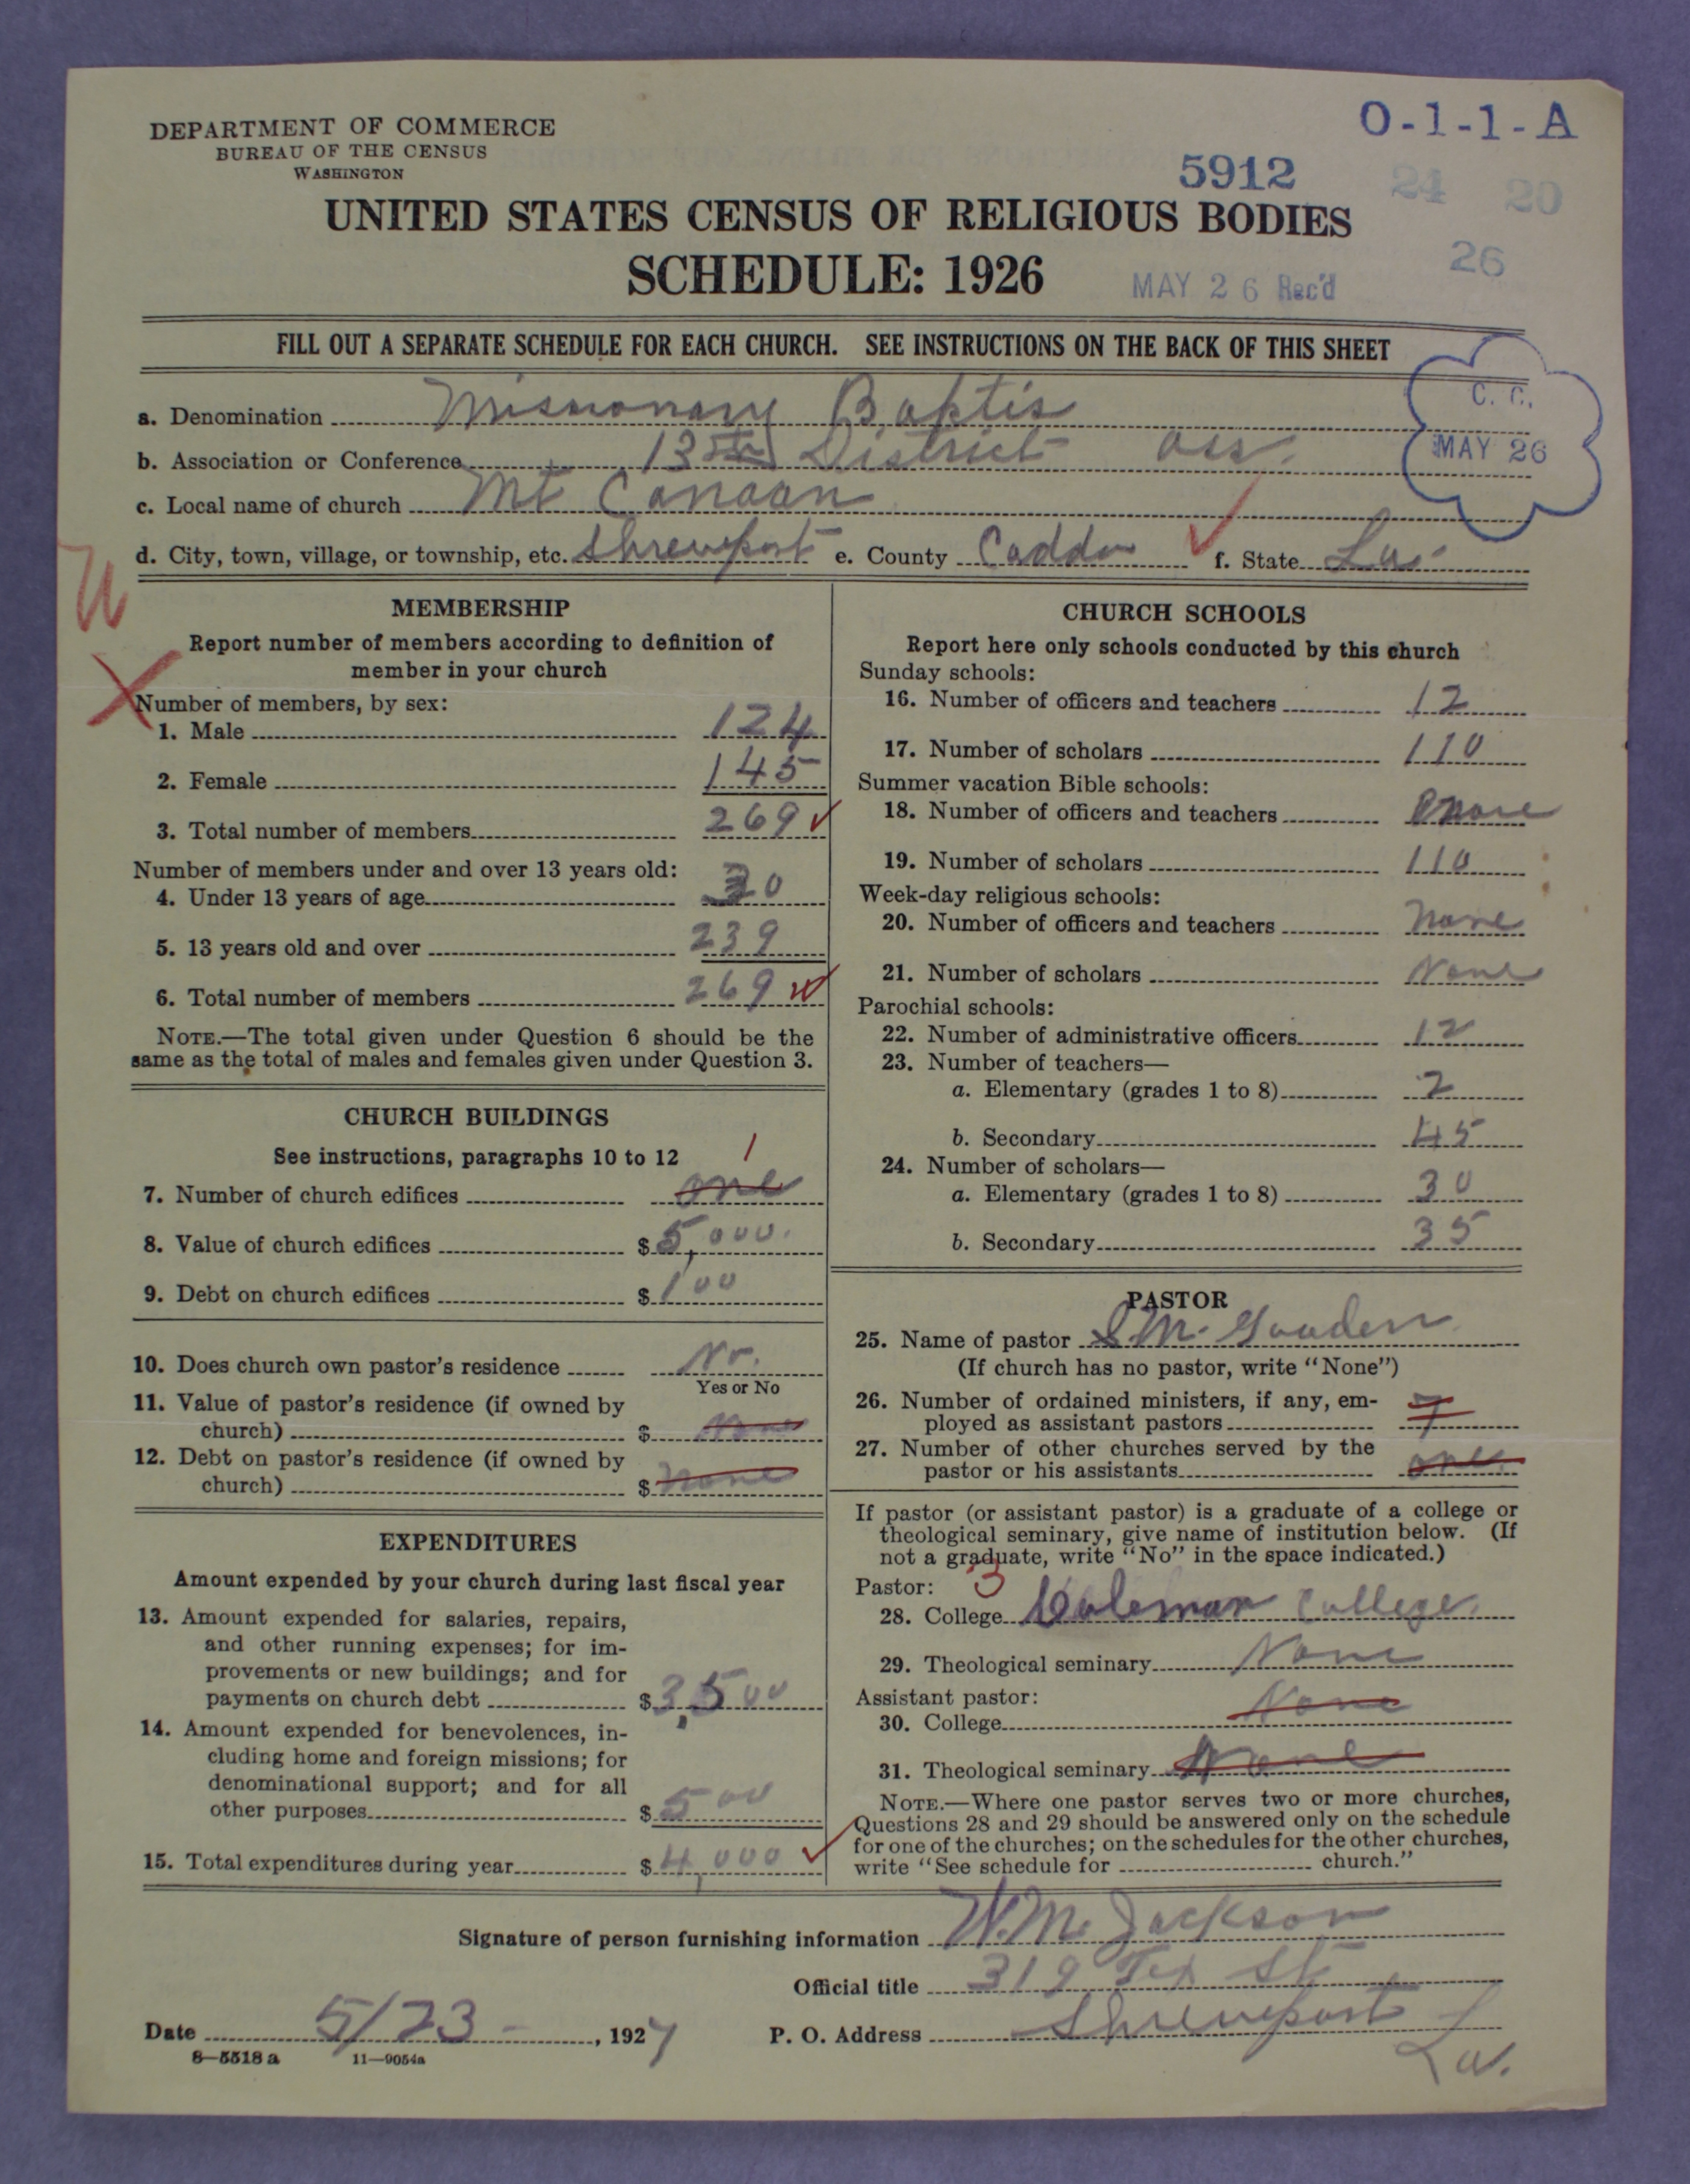 DEPARTMENT OF COMMERCE
BUREAU OF THE CENSUS
WASHINGTON
O-1-1-A
5912
24 20
UNITED STATES CENSUS OF RELIGIOUS BODIES
SCHEDULE: 1926
26
MAY 26 Rec'd
FILL OUT A SEPARATE SCHEDULE FOR EACH CHURCH. SEE INSTRUCTIONS ON THE BACK OF THIS SHEET
C. C.
MAY 26
a. Denomination Missionary Baptis
b. Association or Conference 13th District Ass.
c. Local name of church Mt Canaan
d. City, town, village, or township, etc. Shreveport e. County Caddo f. State La.
MEMBERSHIP
Report number of members according to definition of
member in your church
Number of members, by sex:
1. Male 124
2. Female 145
3. Total number of members 269
Number of members under and over 13 years old:
4. Under 13 years of age 30
5. 13 years old and over 239
6. Total number of members 269
NOTE.—The total given under Question 6 should be the
same as the total of males and females given under Question 3.
CHURCH BUILDINGS
See instructions, paragraphs 10 to 12
1
7. Number of church edifices one
8. Value of church edifices $5,000.
9. Debt on church edifices $100
10. Does church own pastor's residence No.
Yes or No
11. Value of pastor's residence (if owned by
church) $ None
12. Debt on pastor's residence (if owned by
church) $ None
EXPENDITURES
Amount expended by your church during last fiscal year
13. Amount expended for salaries, repairs,
and other running expenses; for im-
provements or new buildings; and for
payments on church debt $3,500
14. Amount expended for benevolences, in-
cluding home and foreign missions; for
denominational support; and for all
other purposes $500
15. Total expenditures during year $4,000
CHURCH SCHOOLS
Report here only schools conducted by this church
Sunday schools:
16. Number of officers and teachers 12
17. Number of scholars 110
Summer vacation Bible schools:
18. Number of officers and teachers none
19. Number of scholars 110
Week-day religious schools:
20. Number of officers and teachers None
21. Number of scholars None
Parochial schools:
22. Number of administrative officers 12
23. Number of teachers—
a. Elementary (grades 1 to 8) 2
b. Secondary 45
24. Number of scholars—
a. Elementary (grades 1 to 8) 30
b. Secondary 35
PASTOR
25. Name of pastor S.M. Gooden
(If church has no pastor, write "None")
26. Number of ordained ministers, if any, em-
ployed as assistant pastors 7
27. Number of other churches served by the
pastor or his assistants one
If pastor (or assistant pastor) is a graduate of a college or
theological seminary, give name of institution below. (If
not a graduate, write "No" in the space indicated.)
Pastor: 3
28. College Coleman College.
29. Theological seminary None
Assistant pastor:
30. College None
31. Theological seminary None
NOTE.—Where one pastor serves two or more churches,
Questions 28 and 29 should be answered only on the schedule
for one of the churches; on the schedules for the other churches,
write "See schedule for church."
Signature of person furnishing information W.M. Jackson
Official title 319 Tex St
Date 5/23, 1927 P. O. Address Shreveport
La.
8—5518 a 11—9054a